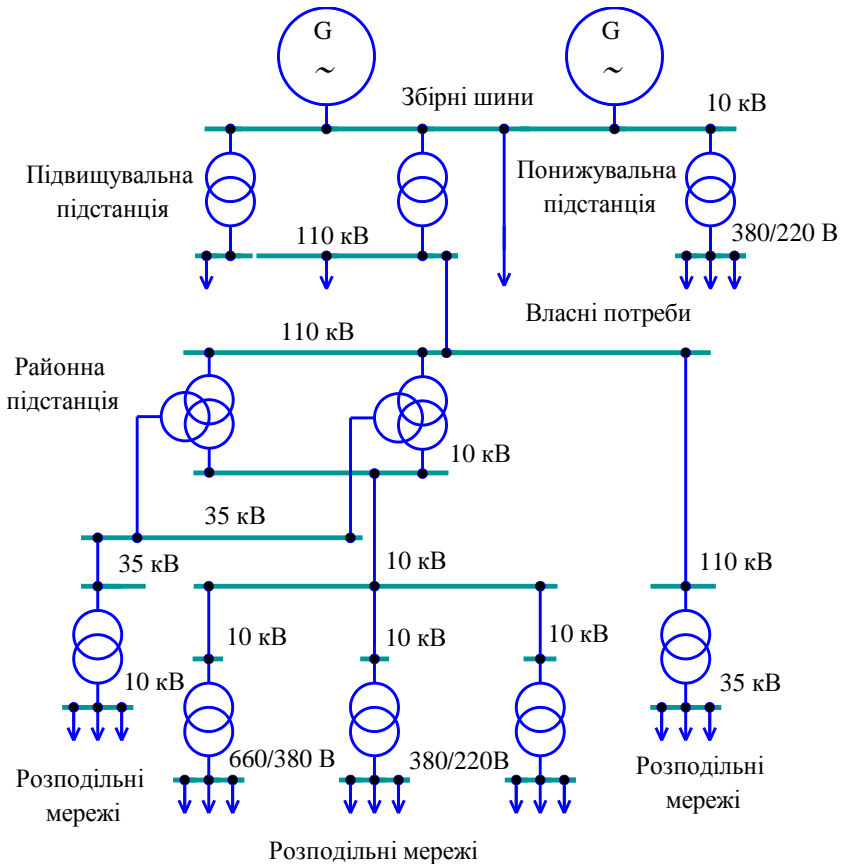 G
G
~
~
Збірні шини
10 кВ
Підвищувальна
підстанція
Понижувальна
підстанція
110 кВ
380/220 В
Власні потреби
110 кВ
Районна
підстанція
10 кВ
35 кВ
35 кВ
10 кВ
110 кВ
10 кВ
10 кВ
10 кВ
10 кВ
35 кВ
660/380 В
380/220В
Розподільні
мережі
Розподільні
мережі
Розподільні мережі